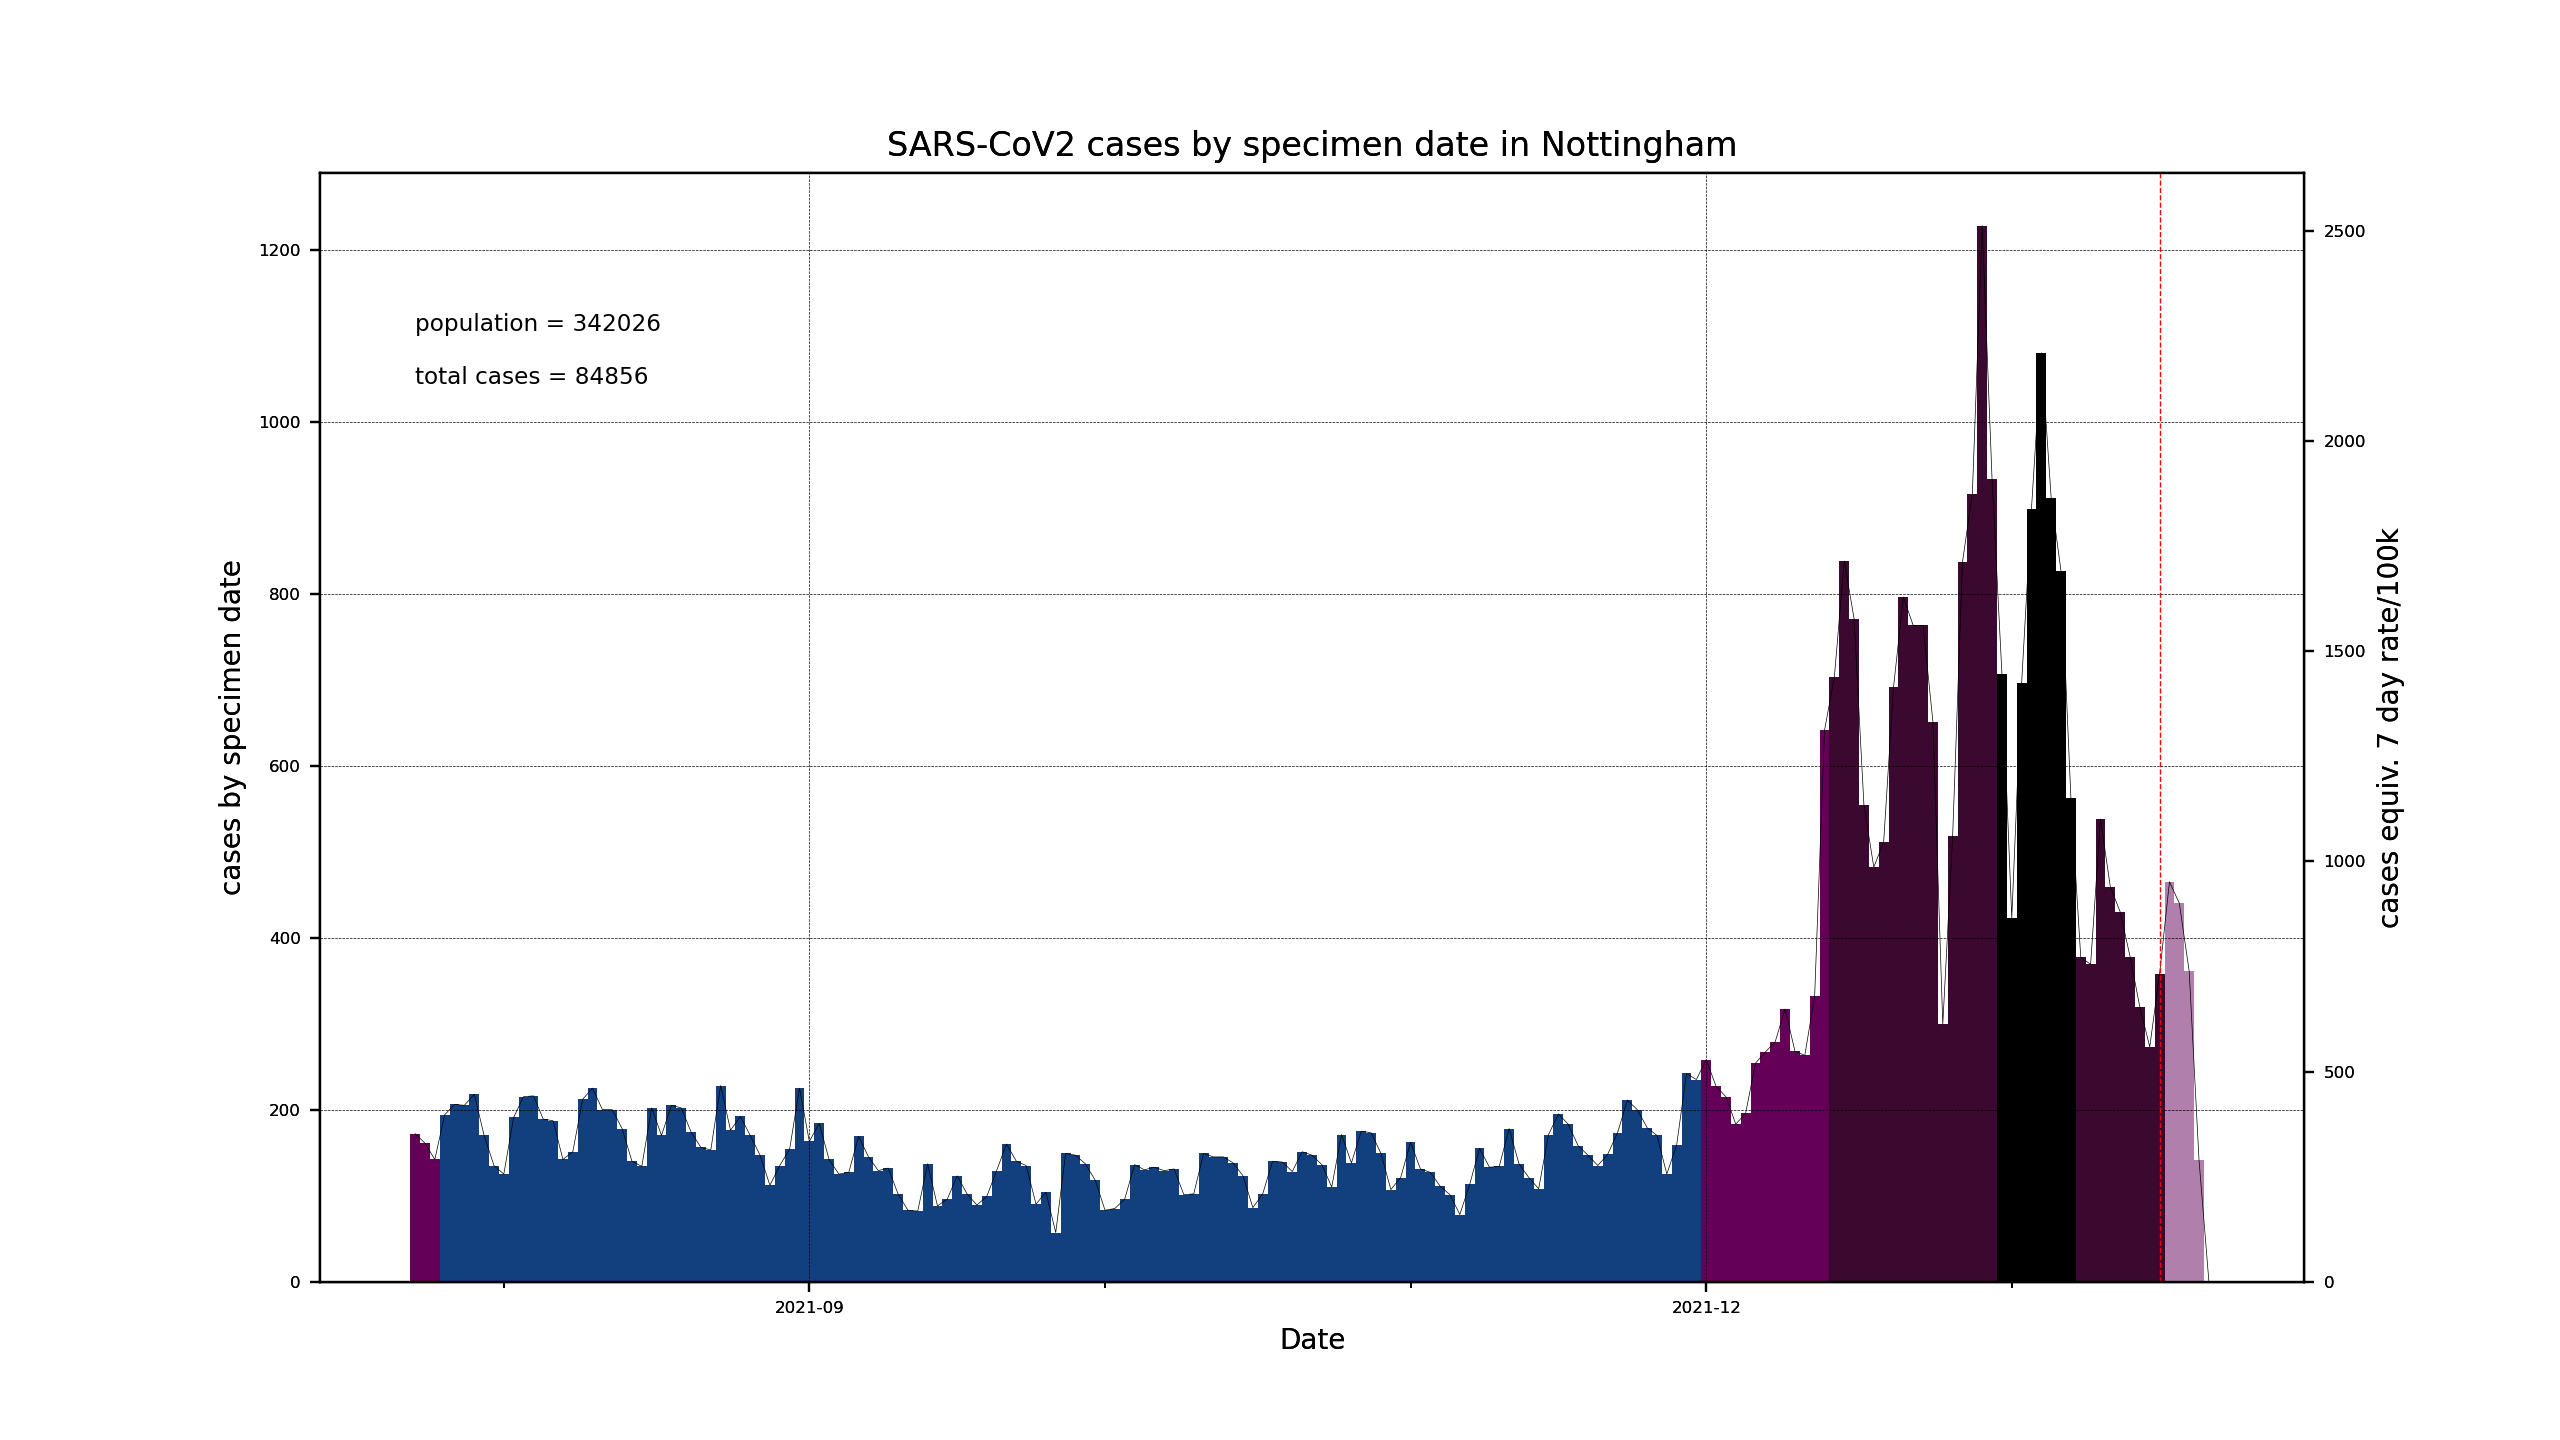 SARS-CoV2 cases by specimen date in Nottingham
population = 342026
total cases = 84856
cases by specimen date
1200
1000
800
600
400
200
0
2500
2000
1500
1000
500
0
cases equiv. 7 day rate/100k
2021-09
2021-12
Date